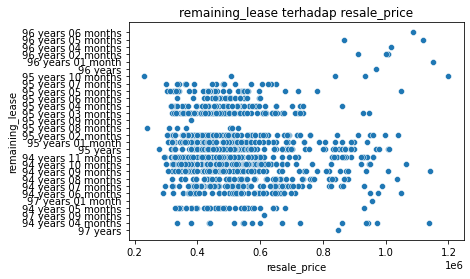 remaining_lease terhadap resale_price
96 years 06 months
96 years 05 months
96 years 04 months
96 years 02 months
96 years 01 month
96 years
95 years 10 months
95 years 07 months
95 years 05 months
95 years 06 months
95 years 04 months
95 years 03 months
95 years 09 months
95 years 08 months
95 years 02 months
95 years 01 month
95 years
94 years 11 months
94 years 10 months
94 years 09 months
94 years 08 months
94 years 07 months
94 years 06 months
97 years 01 month
94 years 05 months
97 years 09 months
94 years 04 months
97 years
remaining_lease
0.2 0.4 0.6 0.8 1.0 1.2
1e6
resale_price